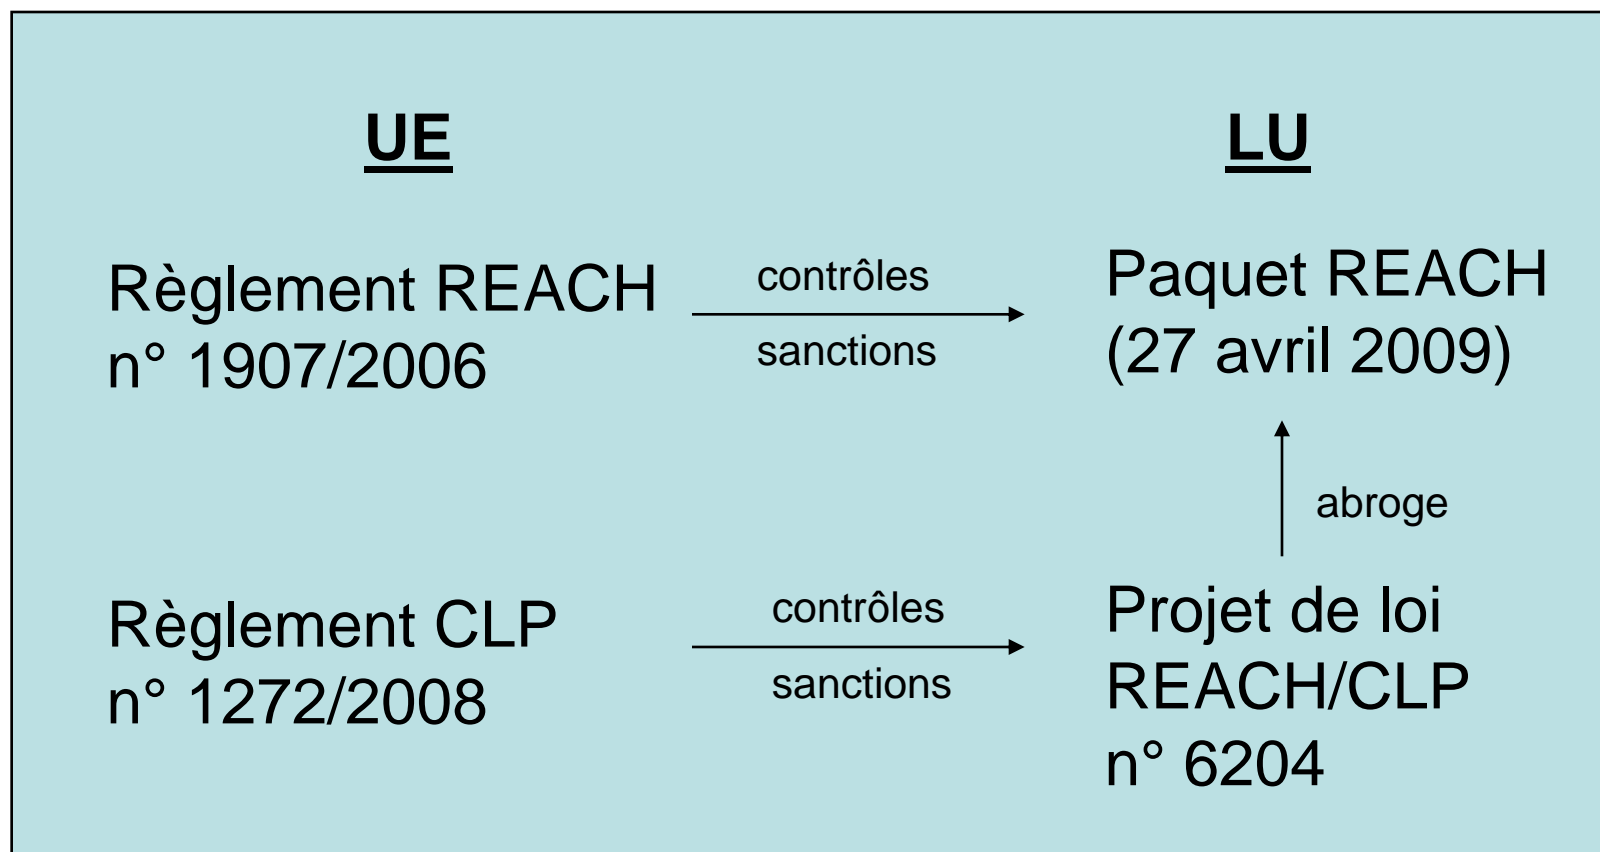 UE
LU
Règlement REACH
n° 1907/2006
contrôles
sanctions
Paquet REACH
(27 avril 2009)
abroge
Règlement CLP
n° 1272/2008
contrôles
sanctions
Projet de loi
REACH/CLP
n° 6204